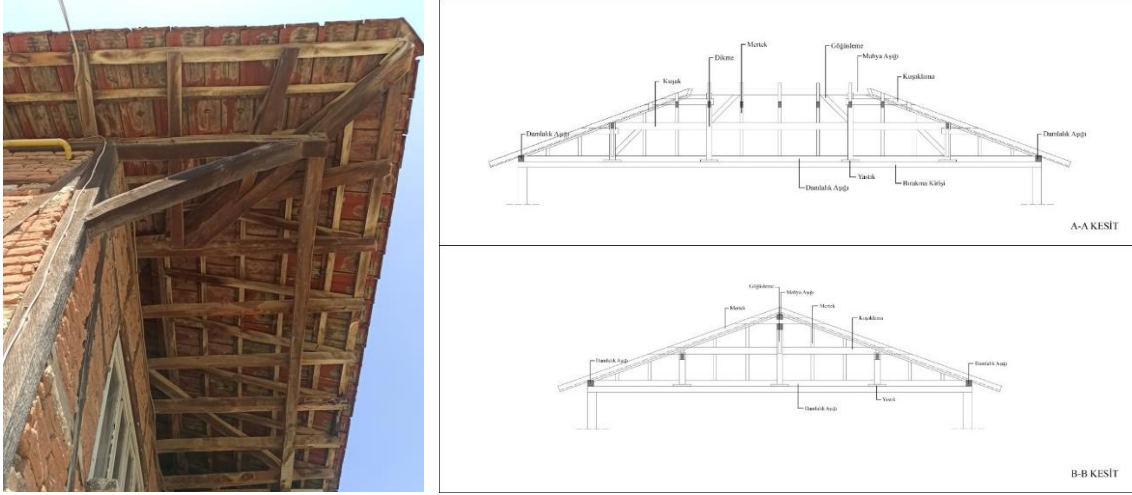 Göğüsleme
Mertek
Mahya Aşığı
Dikme
Kuşaklama
Kuşak
Damlalık Aşığı
Damlalık Aşığı
Yastık
Bırakma Kirişi
Damlalık Aşığı
A-A KESİT
Göğüsleme
Mahya Aşığı
Mertek
Mertek
Kuşaklama
Damlalık Aşığı
Damlalık Aşığı
Yastık
Damlalık Aşığı
B-B KESİT